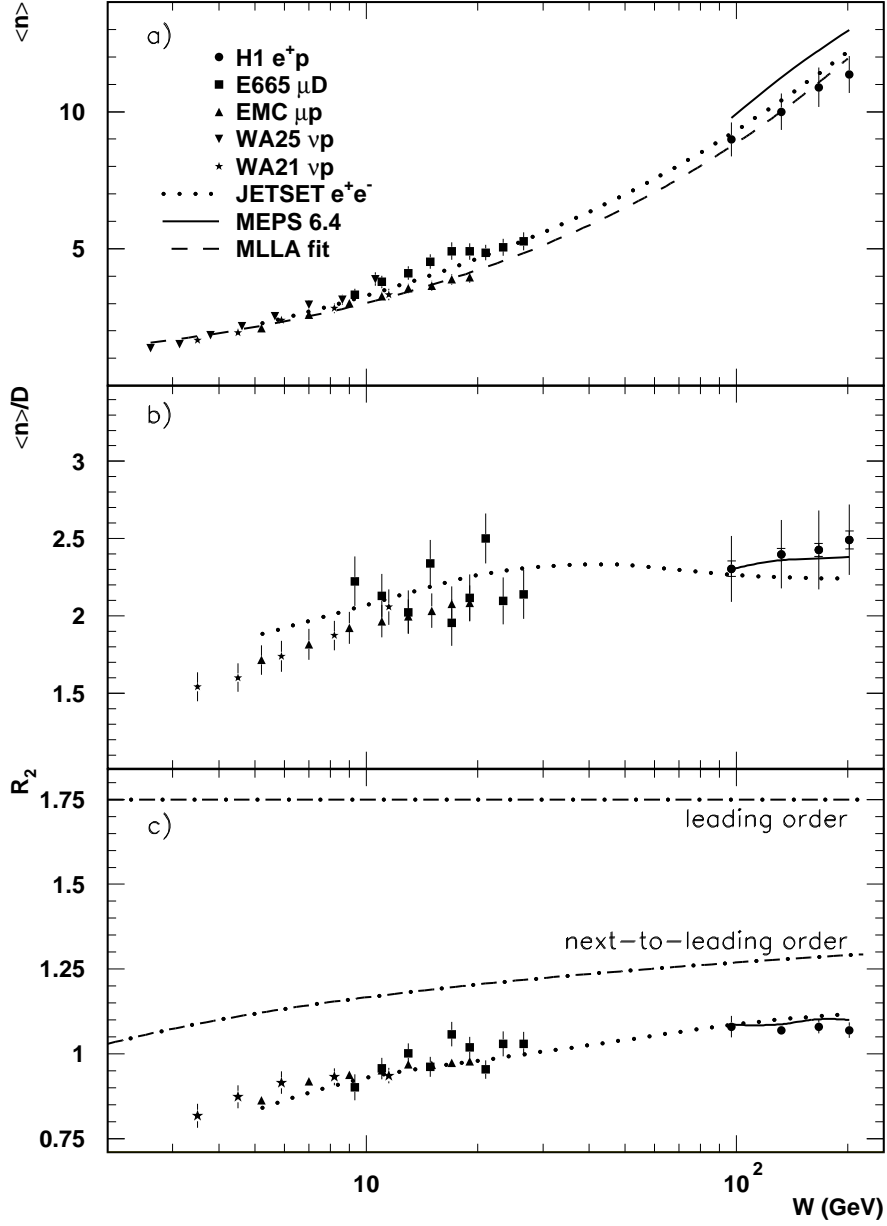 <n>
a)
H1 e⁺p
E665 μD
EMC μp
WA25 νp
WA21 νp
JETSET e⁺e⁻
MEPS 6.4
MLLA fit
10
5
<n>/D
b)
3
2.5
2
1.5
1
R₂
1.75
c)
leading order
1.5
1.25
next-to-leading order
1
0.75
10
10²
W (GeV)